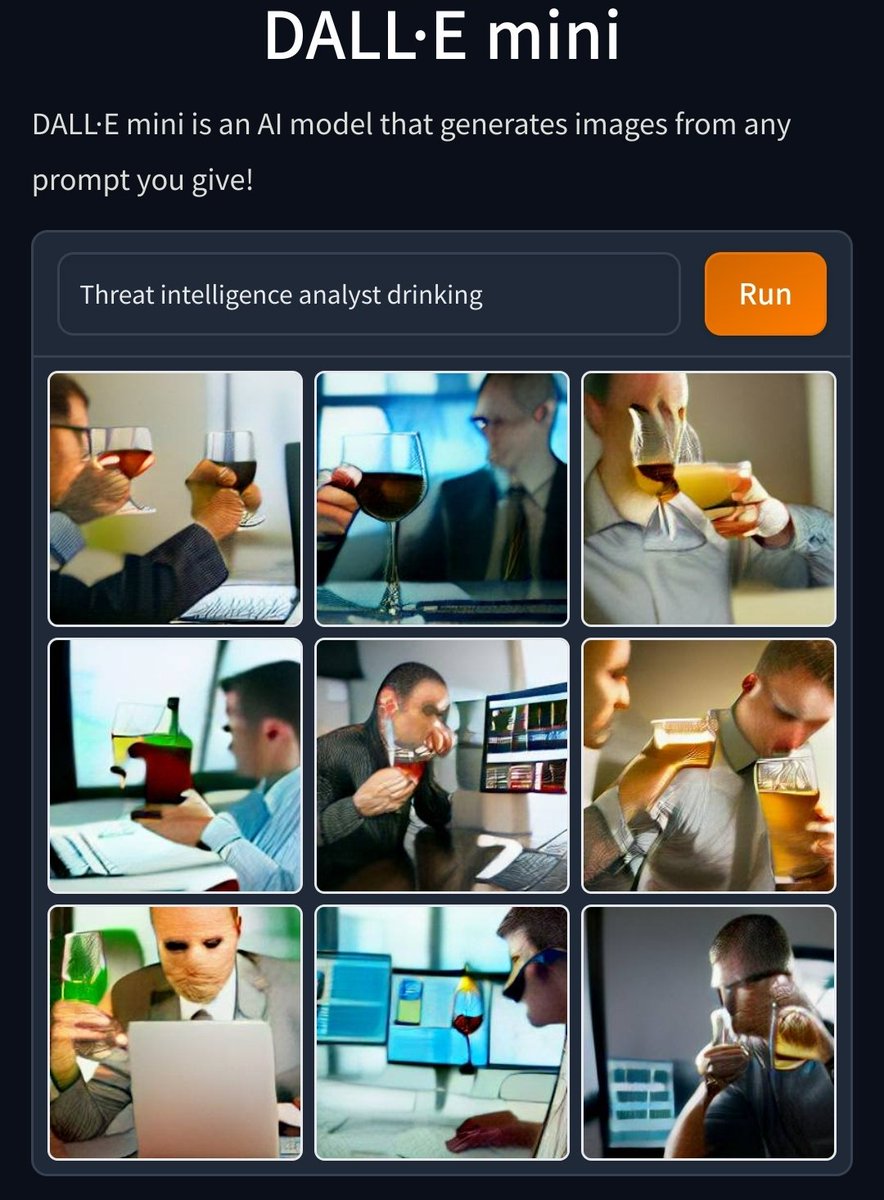 DALL·E mini
DALL·E mini is an AI model that generates images from any
prompt you give!
Threat intelligence analyst drinking
Run